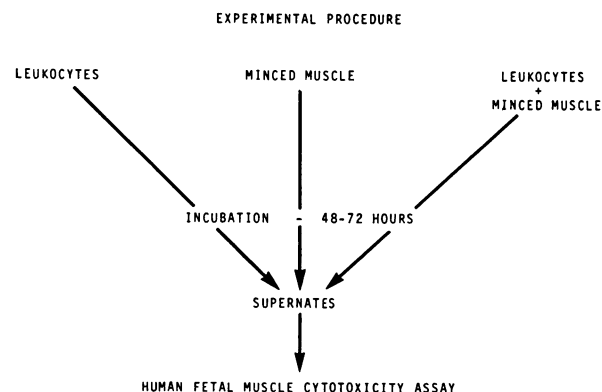 EXPERIMENTAL PROCEDURE
LEUKOCYTES
MINCED MUSCLE
LEUKOCYTES
+
MINCED MUSCLE
INCUBATION - 48-72 HOURS
SUPERNATES
HUMAN FETAL MUSCLE CYTOTOXICITY ASSAY